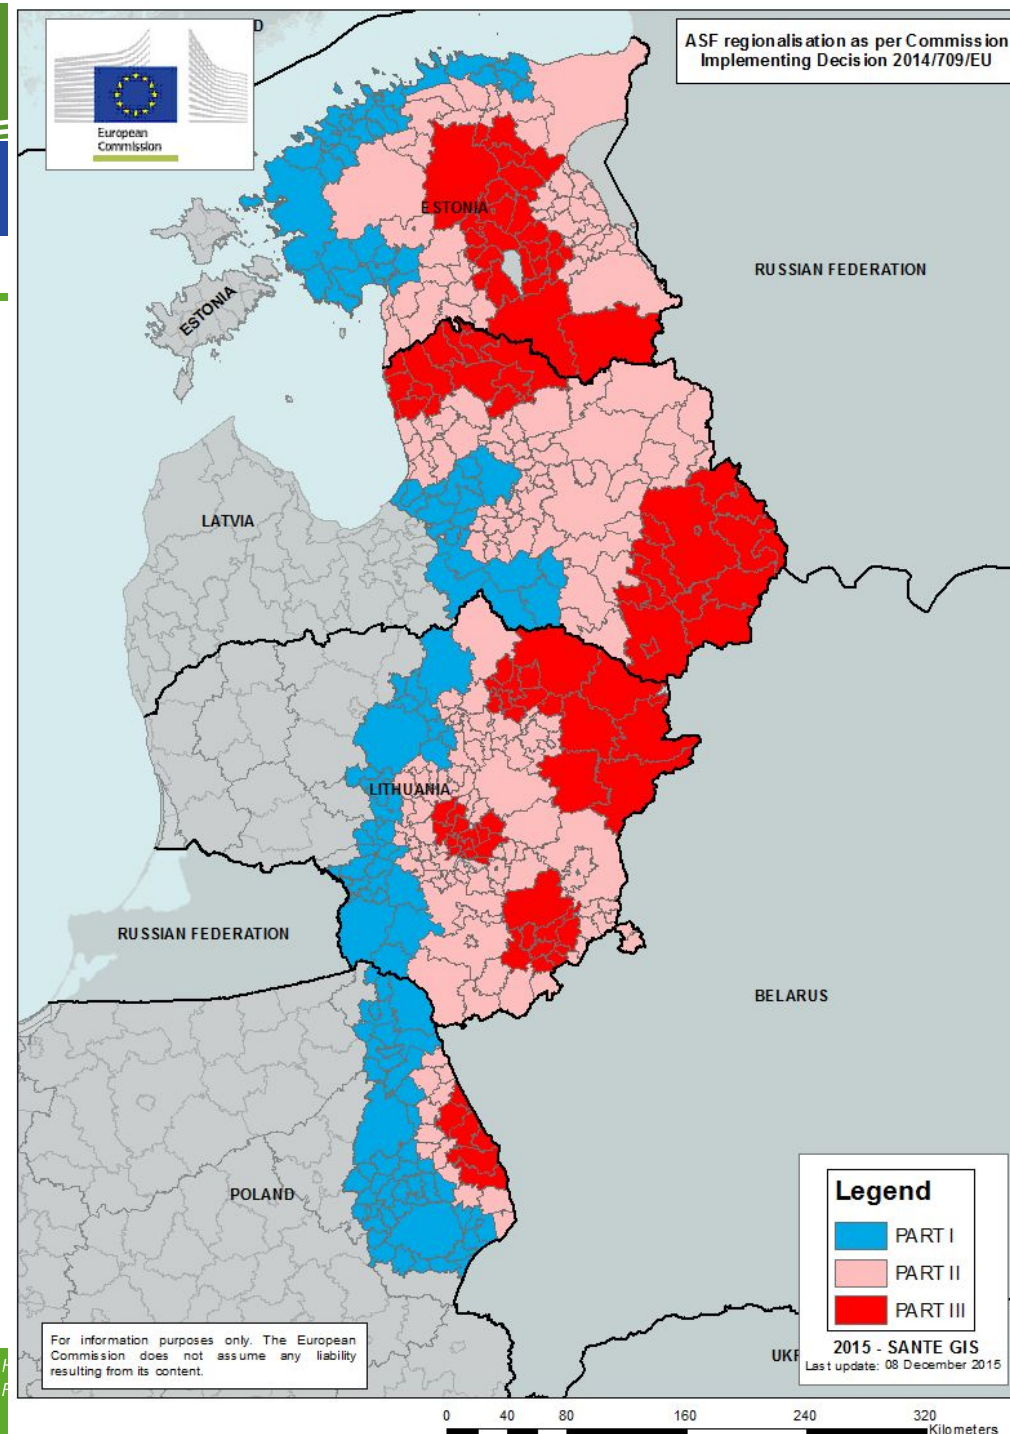 D
European
Commission
ASF regionalisation as per Commission
Implementing Decision 2014/709/EU
ESTONIA
RUSSIAN FEDERATION
ESTONIA
LATVIA
LITHUANIA
RUSSIAN FEDERATION
BELARUS
POLAND
Legend
PART I
PART II
PART III
2015 - SANTE GIS
Last update: 08 December 2015
For information purposes only. The European
Commission does not assume any liability
resulting from its content.
UKR
0 40 80 160 240 320
Kilometers